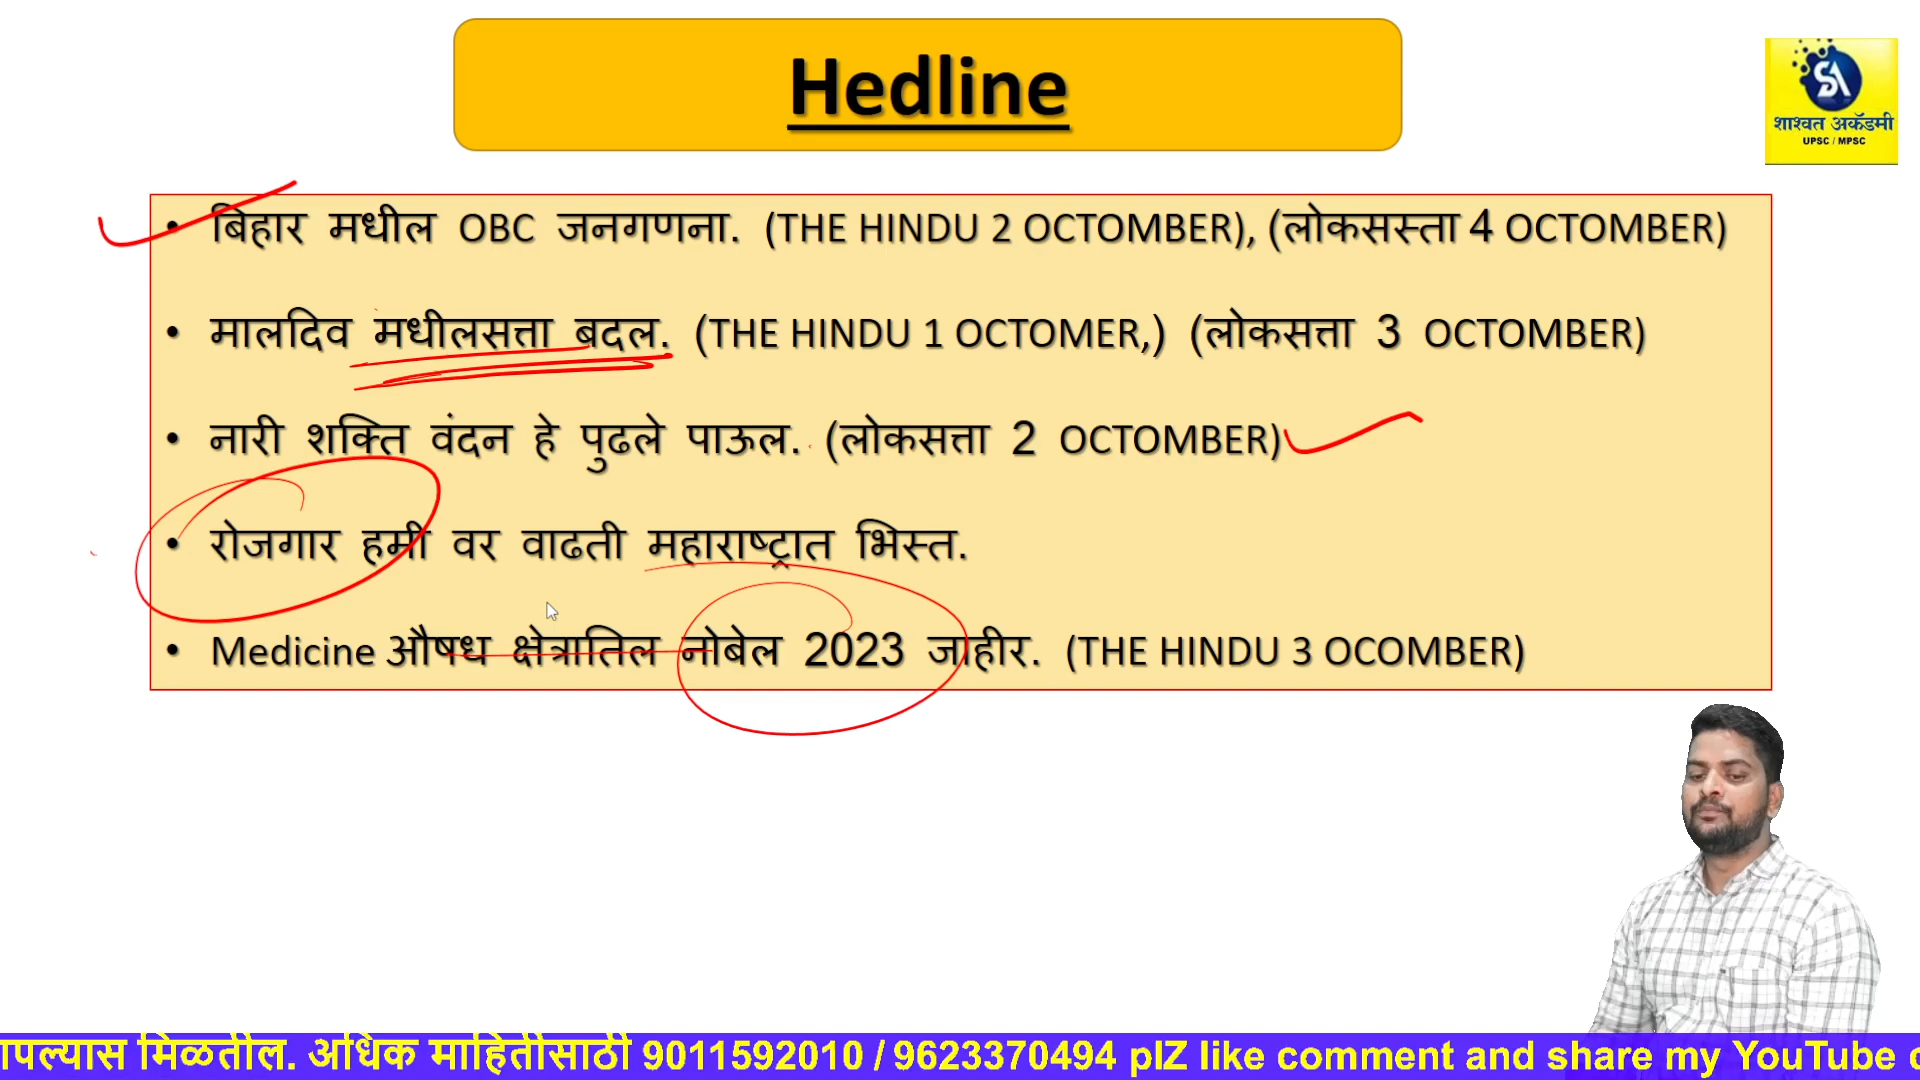 Hedline
SA
शाश्वत अकॅडमी
UPSC / MPSC
• बिहार मधील OBC जनगणना. (THE HINDU 2 OCTOMBER), (लोकसस्ता 4 OCTOMBER)
• मालदिव मधीलसत्ता बदल. (THE HINDU 1 OCTOMER,) (लोकसत्ता 3 OCTOMBER)
• नारी शक्ति वंदन हे पुढले पाऊल. (लोकसत्ता 2 OCTOMBER)
• रोजगार हमी वर वाढती महाराष्ट्रात भिस्त.
• Medicine औषध क्षेत्रातिल नोबेल 2023 जाहीर. (THE HINDU 3 OCOMBER)
पल्यास मिळतील. अधिक माहितीसाठी 9011592010 / 9623370494 plZ like comment and share my YouTube